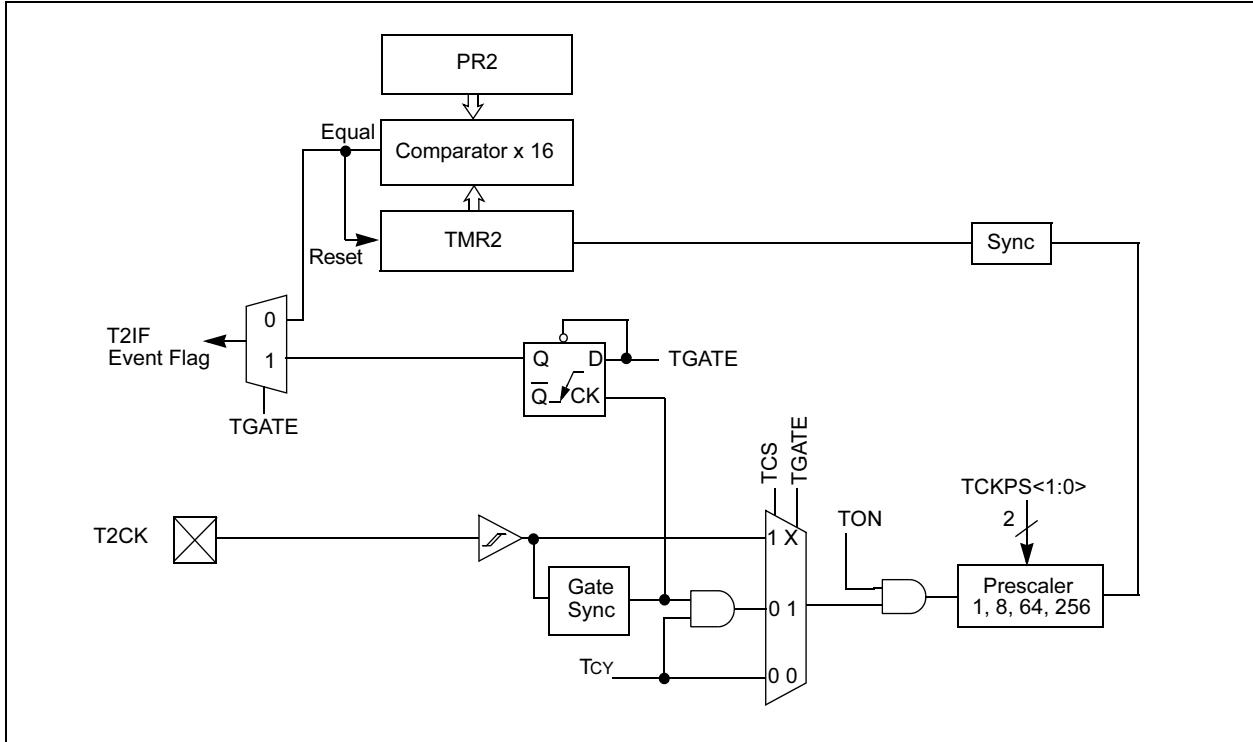 PR2
Equal
Comparator x 16
TMR2
Reset
Sync
0
T2IF
Event Flag
1
Q
D
TGATE
Q
CK
TGATE
TCS
TGATE
TCKPS<1:0>
2
TON
T2CK
1 X
Gate
Sync
0 1
Prescaler
1, 8, 64, 256
TCY
0 0